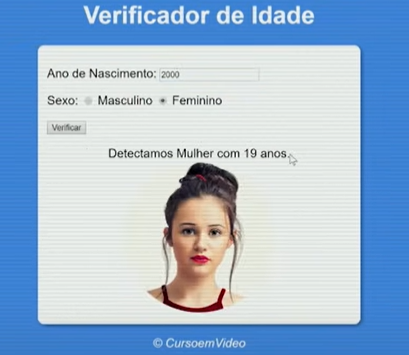 Verificador de Idade
Ano de Nascimento: 2000
Sexo: Masculino Feminino
Verificar
Detectamos Mulher com 19 anos.
© CursoemVideo